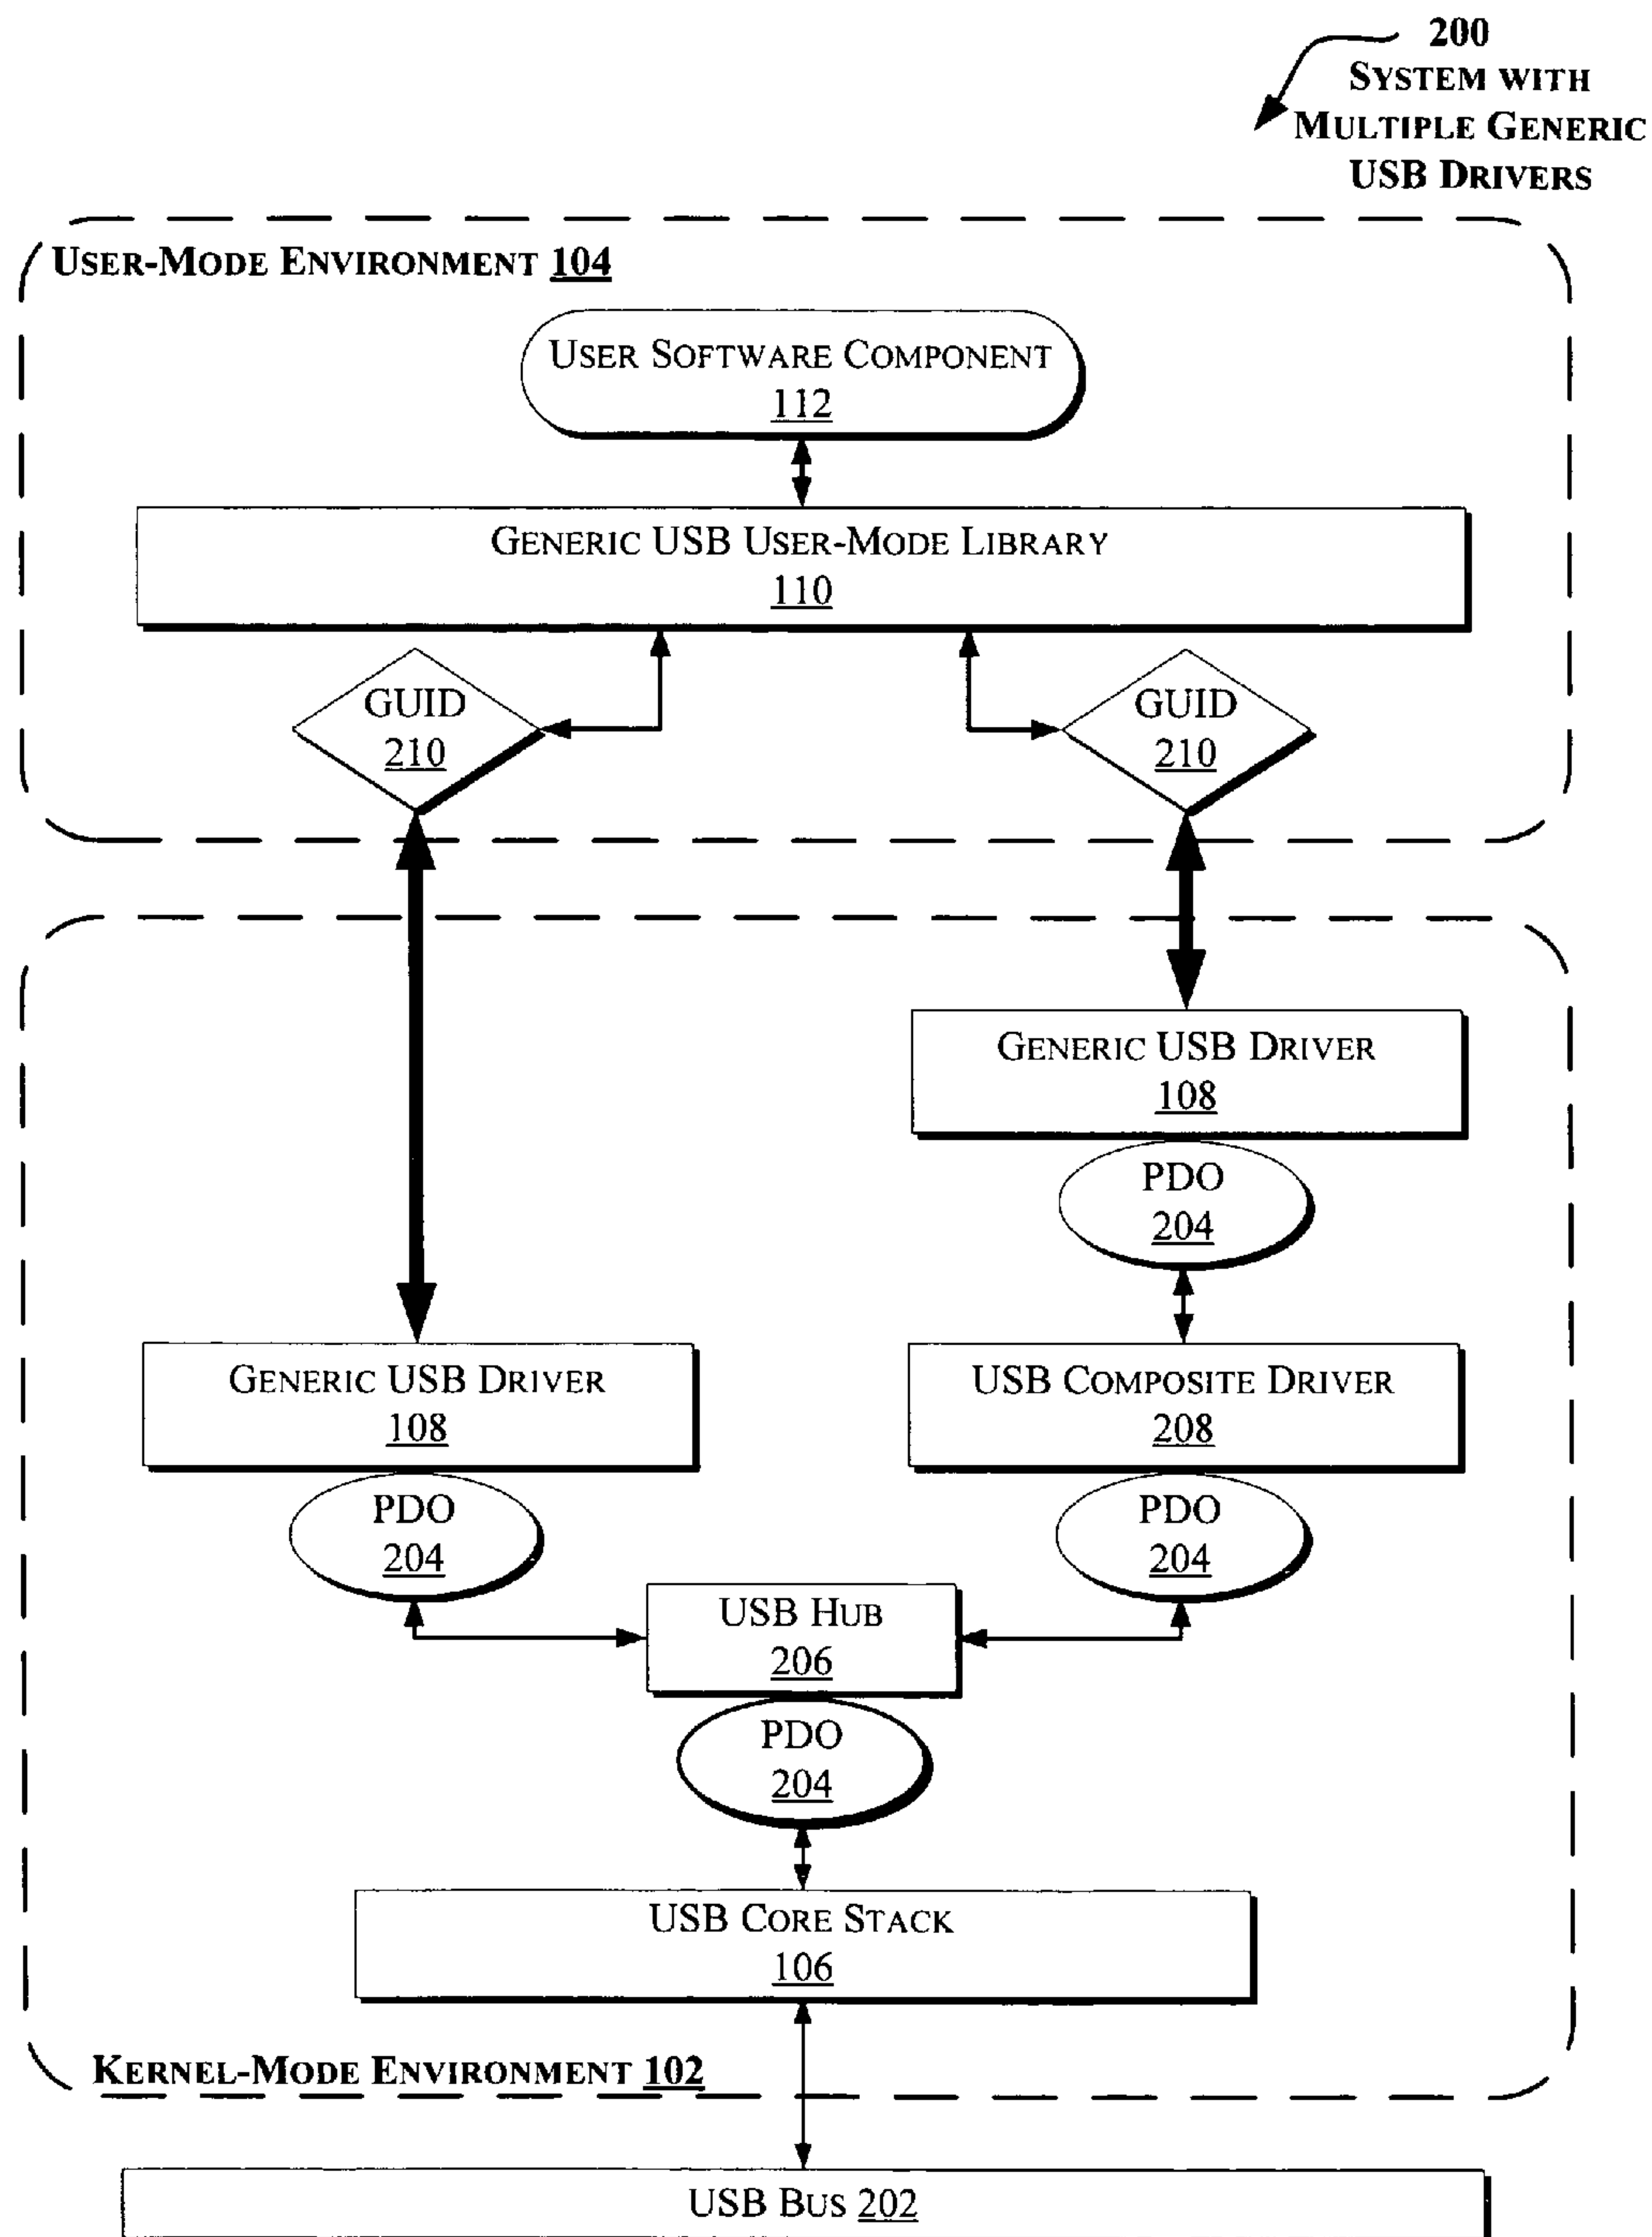 200
SYSTEM WITH
MULTIPLE GENERIC
USB DRIVERS
USER-MODE ENVIRONMENT 104
USER SOFTWARE COMPONENT
112
GENERIC USB USER-MODE LIBRARY
110
GUID
210
GUID
210
GENERIC USB DRIVER
108
PDO
204
GENERIC USB DRIVER
108
USB COMPOSITE DRIVER
208
PDO
204
PDO
204
USB HUB
206
PDO
204
USB CORE STACK
106
KERNEL-MODE ENVIRONMENT 102
USB BUS 202